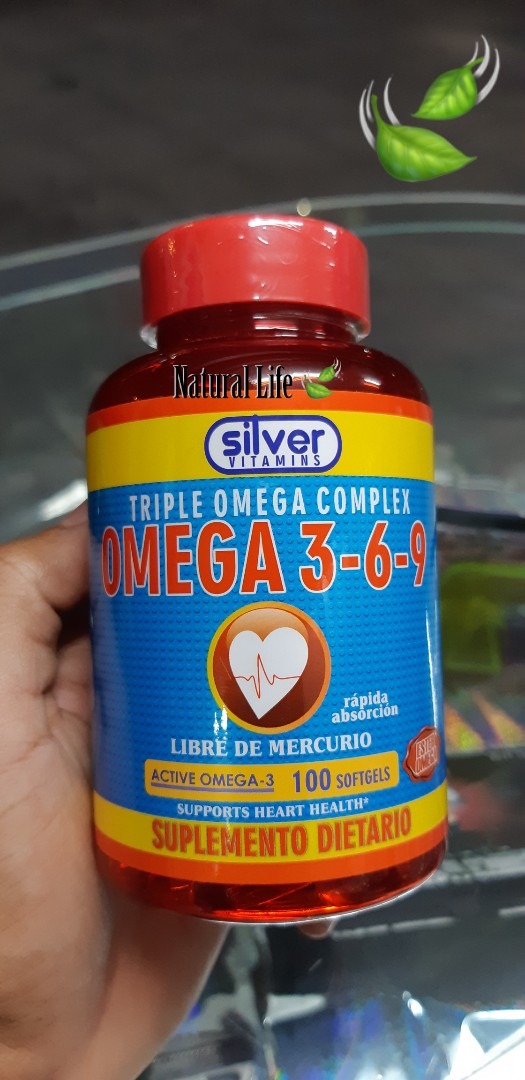 Natural Life
silver
VITAMINS
TRIPLE OMEGA COMPLEX
OMEGA 3-6-9
rápida
absorción
LIBRE DE MERCURIO
ACTIVE OMEGA-3 100 SOFTGELS
SUPPORTS HEART HEALTH*
SUPLEMENTO DIETARIO